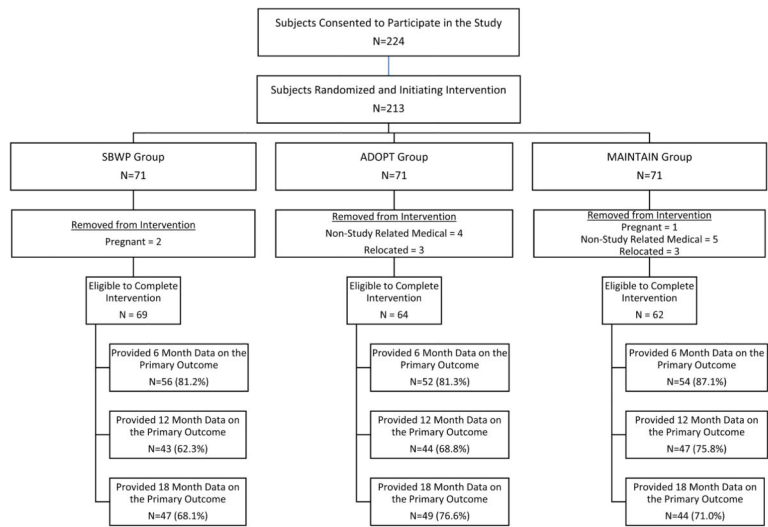 Subjects Consented to Participate in the Study
N=224
Subjects Randomized and Initiating Intervention
N=213
SBWP Group
N=71
ADOPT Group
N=71
MAINTAIN Group
N=71
Removed from Intervention
Pregnant = 2
Removed from Intervention
Non-Study Related Medical = 4
Relocated = 3
Removed from Intervention
Pregnant = 1
Non-Study Related Medical = 5
Relocated = 3
Eligible to Complete
Intervention
N = 69
Eligible to Complete
Intervention
N = 64
Eligible to Complete
Intervention
N = 62
Provided 6 Month Data on the
Primary Outcome
N=56 (81.2%)
Provided 6 Month Data on the
Primary Outcome
N=52 (81.3%)
Provided 6 Month Data on the
Primary Outcome
N=54 (87.1%)
Provided 12 Month Data on
the Primary Outcome
N=43 (62.3%)
Provided 12 Month Data on
the Primary Outcome
N=44 (68.8%)
Provided 12 Month Data on
the Primary Outcome
N=47 (75.8%)
Provided 18 Month Data on
the Primary Outcome
N=47 (68.1%)
Provided 18 Month Data on
the Primary Outcome
N=49 (76.6%)
Provided 18 Month Data on
the Primary Outcome
N=44 (71.0%)